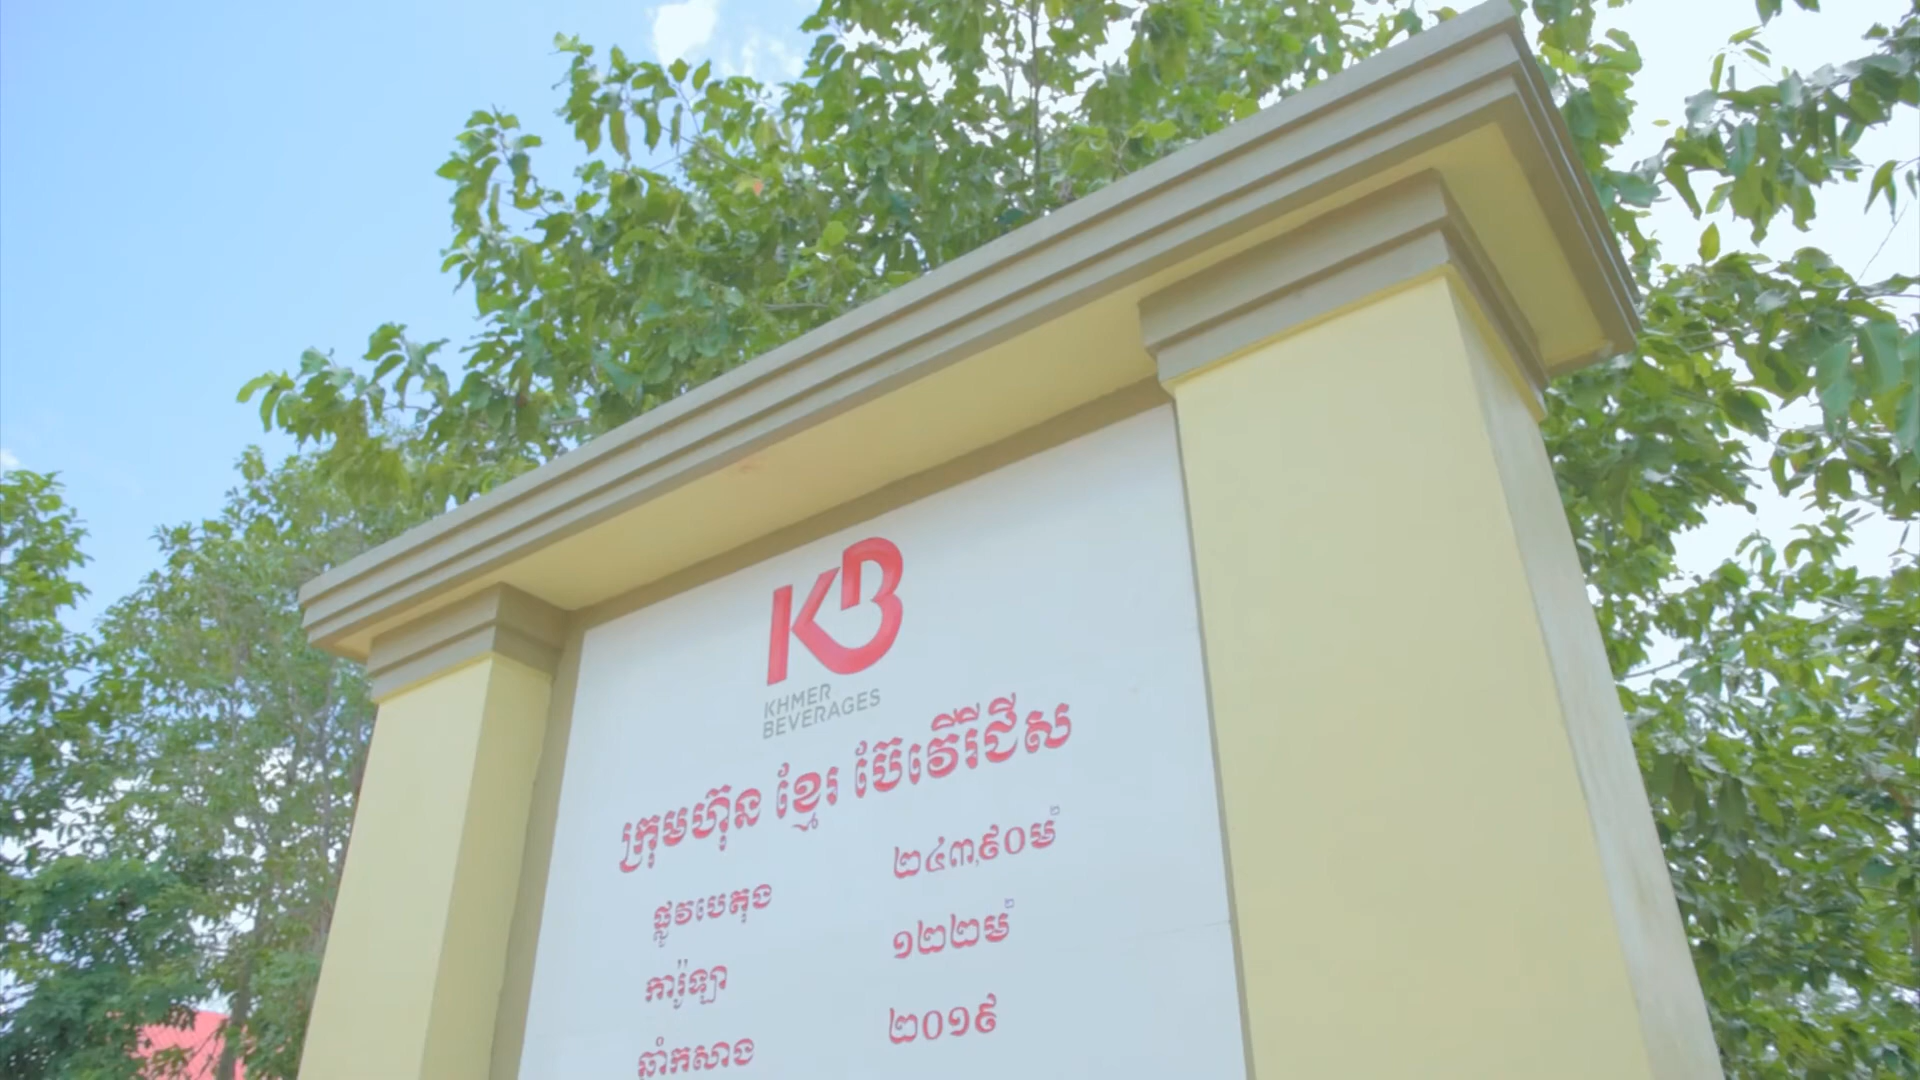 KB
KHMER
BEVERAGES
ក្រុមហ៊ុន ខ្មែរ ប៊ែវើរីជីស
ផ្លូវបេតុង ២៤៣,៩០ម២
ការ៉ូឡា ១២២ម២
ឆ្នាំកសាង ២០១៩